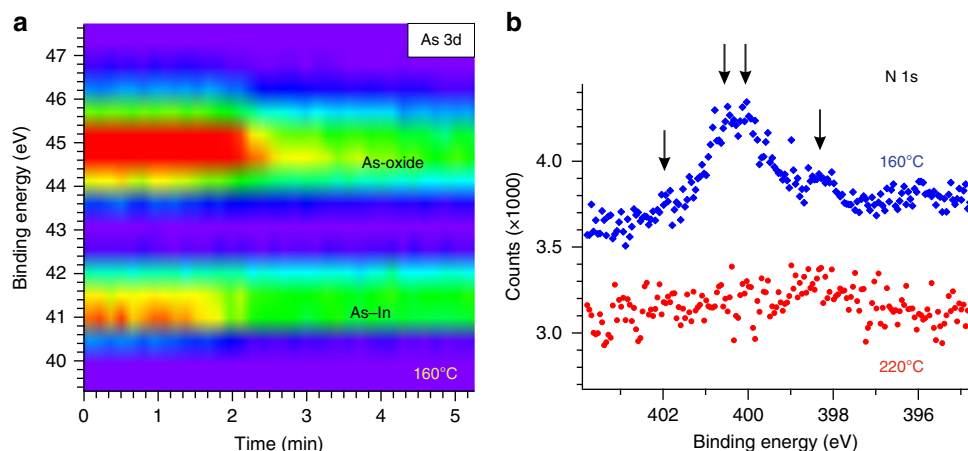 a
As 3d
47
46
45
44
43
42
41
40
Binding energy (eV)
As-oxide
As–In
160°C
0
1
2
3
4
5
Time (min)
b
N 1s
160°C
220°C
4.0
3.5
3.0
Counts (×1000)
402
400
398
396
Binding energy (eV)